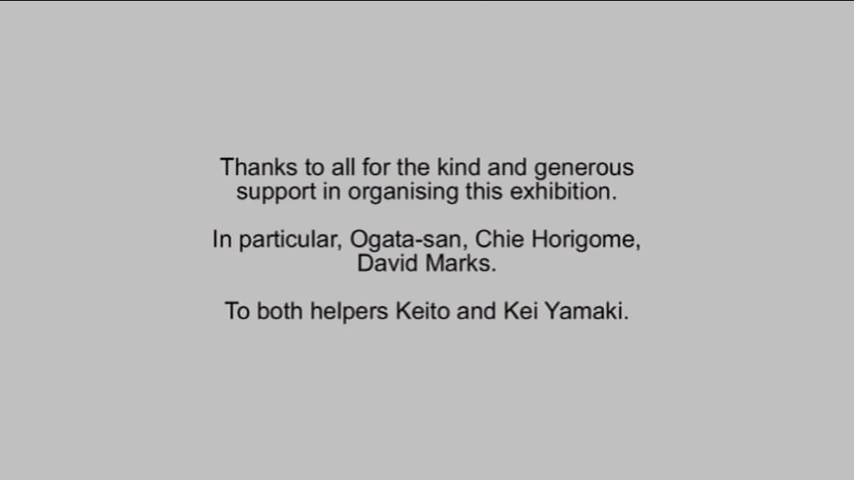 Thanks to all for the kind and generous
support in organising this exhibition.
In particular, Ogata-san, Chie Horigome,
David Marks.
To both helpers Keito and Kei Yamaki.